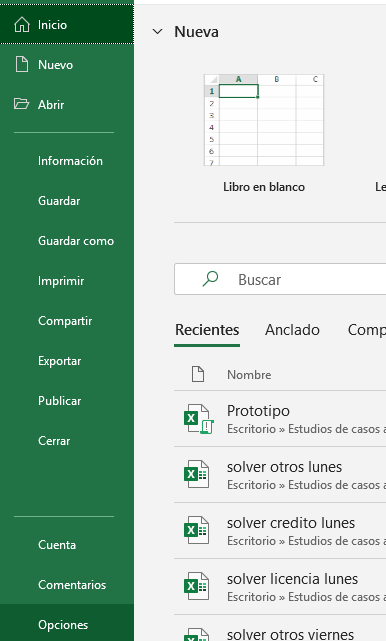 Inicio
Nuevo
Abrir
Información
Guardar
Guardar como
Imprimir
Compartir
Exportar
Publicar
Cerrar
Cuenta
Comentarios
Opciones
Nueva
A B C
1
2
3
4
5
6
7
Libro en blanco
Le
Buscar
Recientes Anclado Comp
Nombre
Prototipo
Escritorio » Estudios de casos a
solver otros lunes
Escritorio » Estudios de casos a
solver credito lunes
Escritorio » Estudios de casos a
solver licencia lunes
Escritorio » Estudios de casos a
solver otros viernes